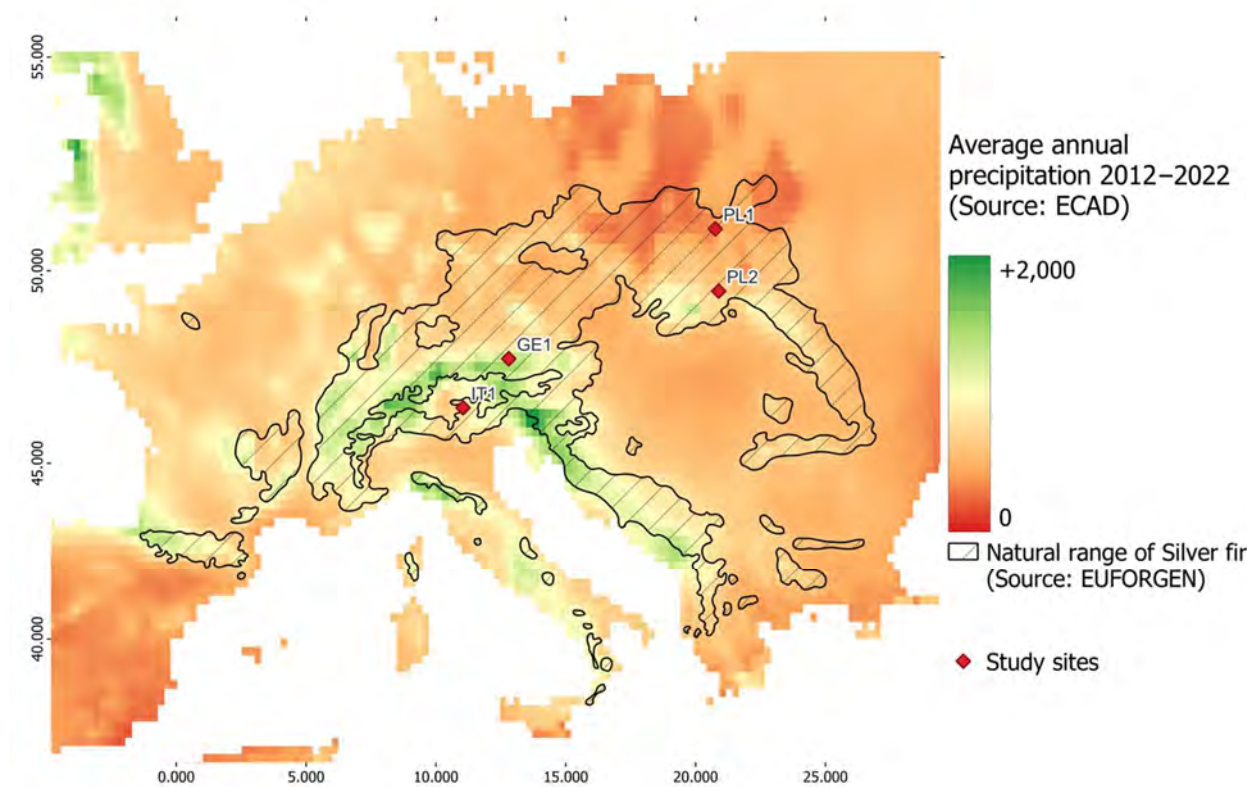 55.000
50.000
45.000
40.000
0.000
5.000
10.000
15.000
20.000
25.000
PL1
PL2
GE1
IT1
Average annual
precipitation 2012–2022
(Source: ECAD)
+2,000
0
Natural range of Silver fir
(Source: EUFORGEN)
Study sites